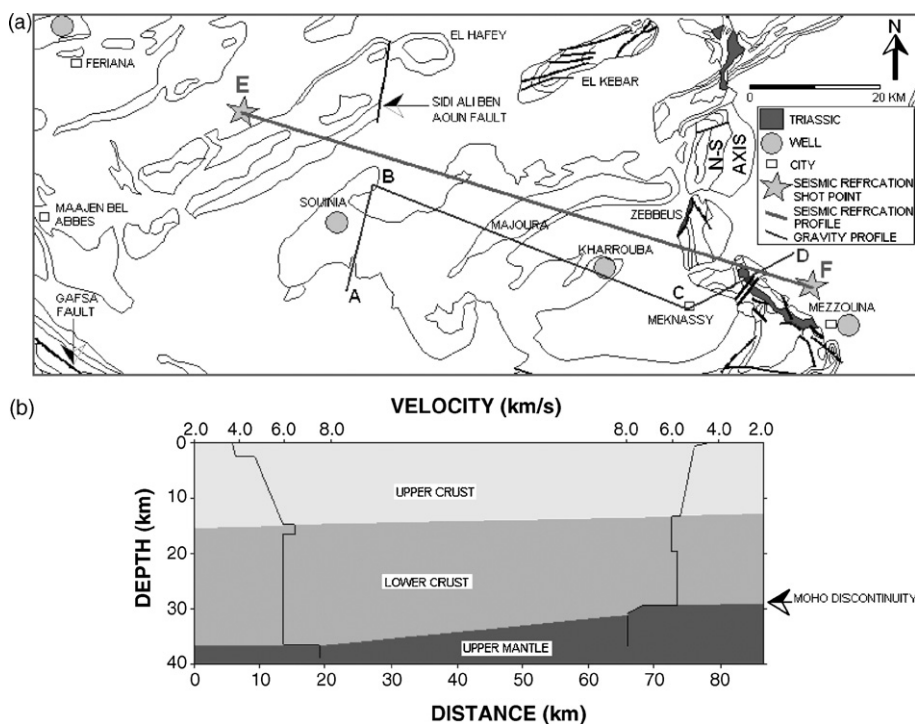 (a)
FERIANA
EL HAFEY
EL KEBAR
N
20 KM
E
SIDI ALI BEN
AOUN FAULT
N-S
AXIS
TRIASSIC
WELL
CITY
SEISMIC REFRCATION
SHOT POINT
SEISMIC REFRCATION
PROFILE
GRAVITY PROFILE
MAAJEN BEL
ABBES
SOUINIA
B
MAJOURA
ZEBBEUS
KHARROUBA
D
F
A
C
MEKNASSY
MEZZOUNA
GAFSA
FAULT
(b)
VELOCITY (km/s)
2.0 4.0 6.0 8.0 8.0 6.0 4.0 2.0
DEPTH (km)
0
10
20
30
40
UPPER CRUST
LOWER CRUST
UPPER MANTLE
MOHO DISCONTINUITY
0 10 20 30 40 50 60 70 80
DISTANCE (km)